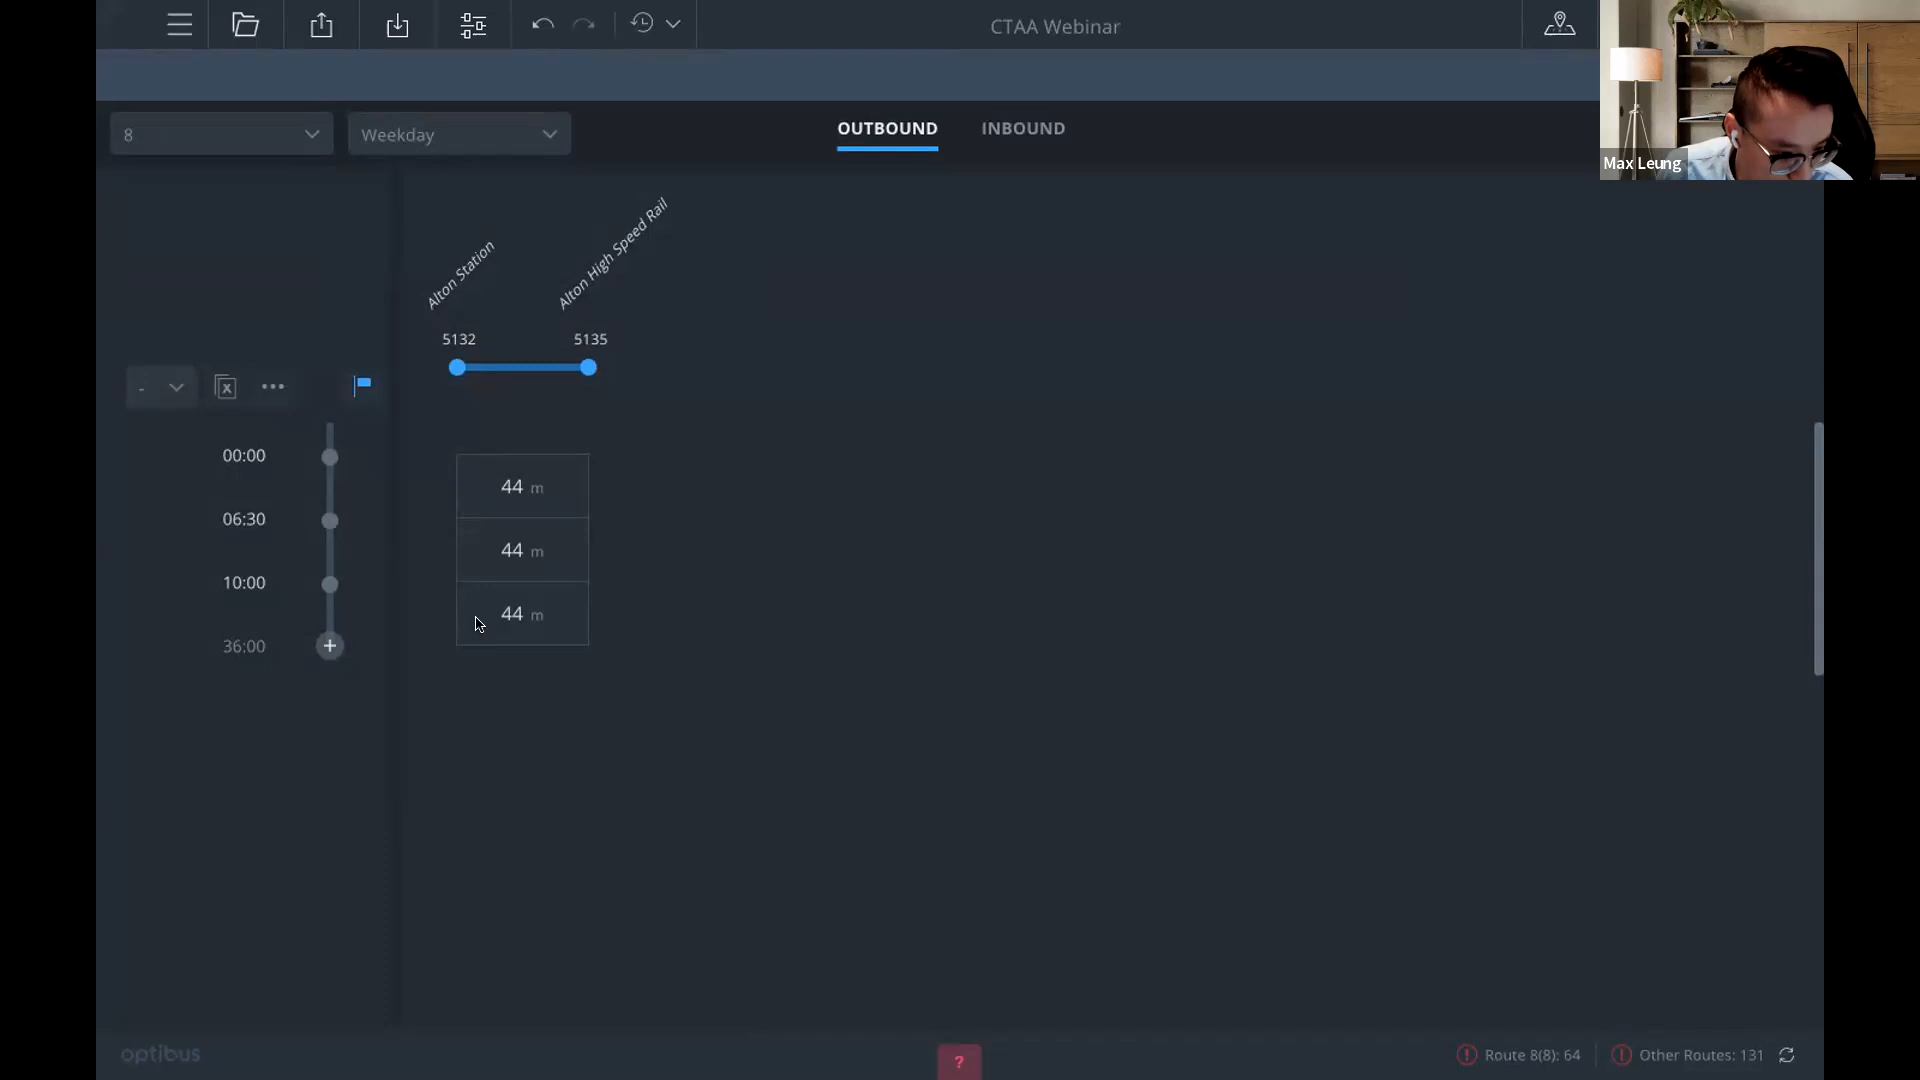 CTAA Webinar
Max Leung
8
Weekday
OUTBOUND
INBOUND
Alton Station
Alton High Speed Rail
5132
5135
-
00:00
06:30
10:00
36:00
44 m
44 m
44 m
optibus
?
Route 8(8): 64
Other Routes: 131